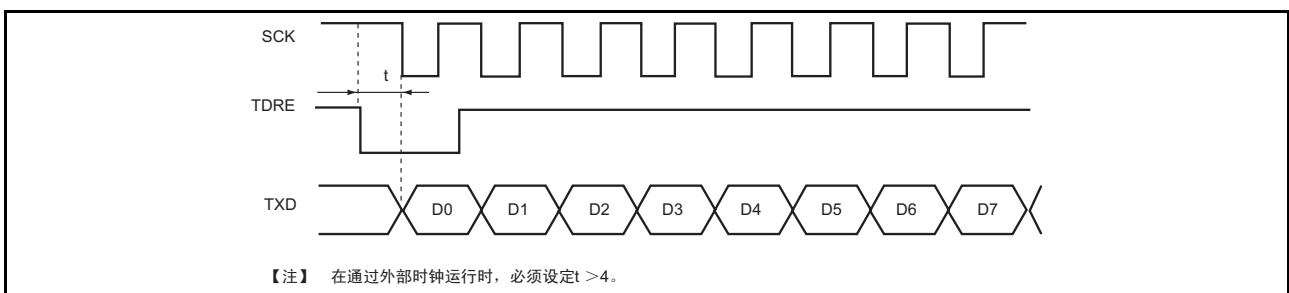 SCK
t
TDRE
TXD D0 D1 D2 D3 D4 D5 D6 D7
【注】 在通过外部时钟运行时，必须设定t ＞4。